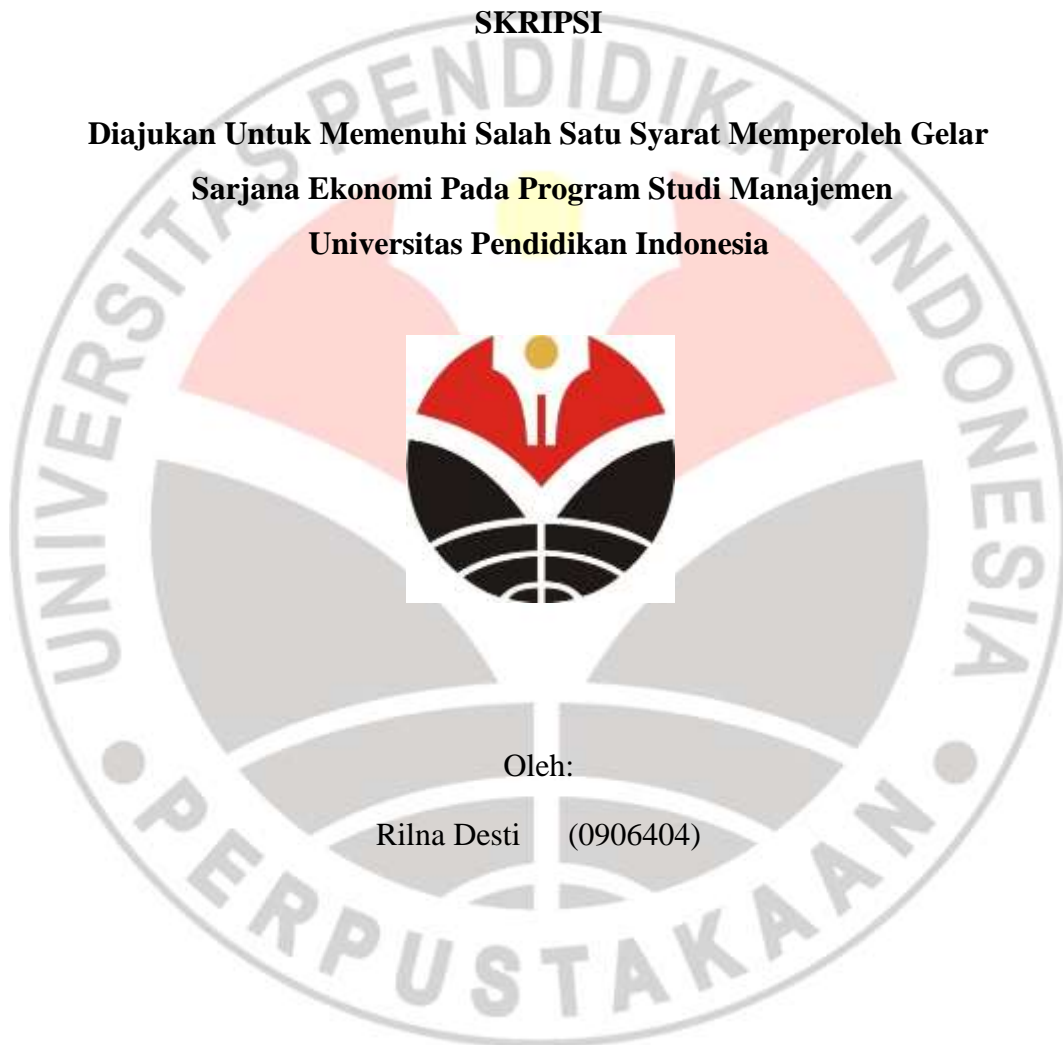 SKRIPSI
Diajukan Untuk Memenuhi Salah Satu Syarat Memperoleh Gelar
Sarjana Ekonomi Pada Program Studi Manajemen
Universitas Pendidikan Indonesia
Oleh:
Rilna Desti (0906404)
UNIVERSITAS PENDIDIKAN INDONESIA
PERPUSTAKAAN